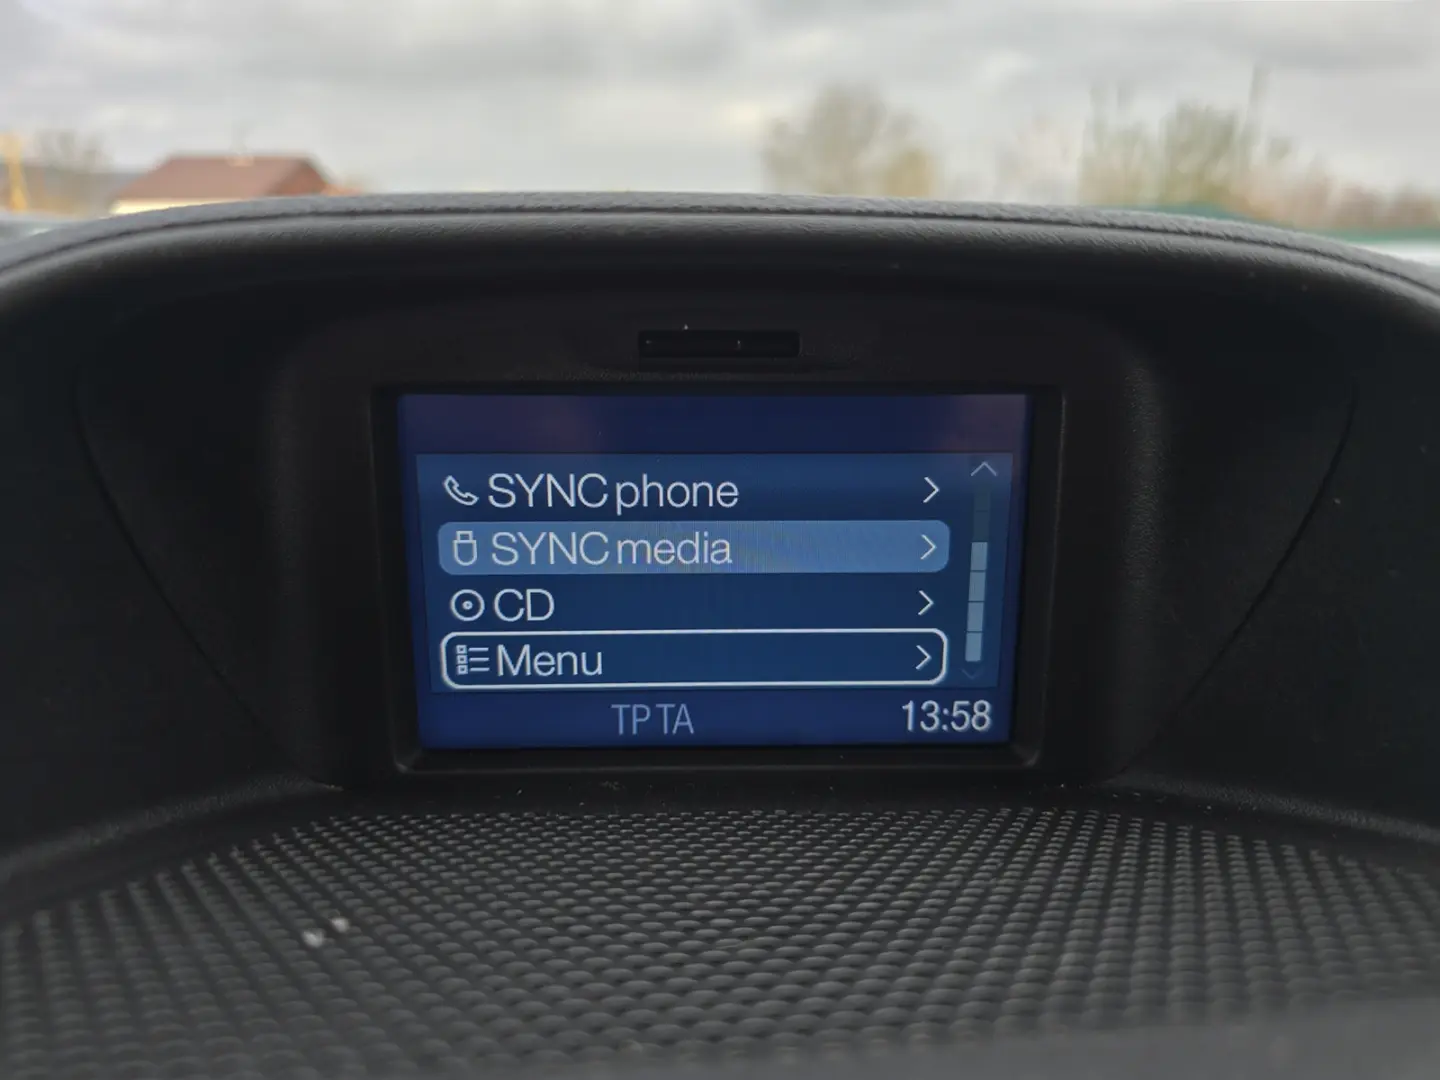 SYNC phone
SYNC media
CD
Menu
TP TA 13:58